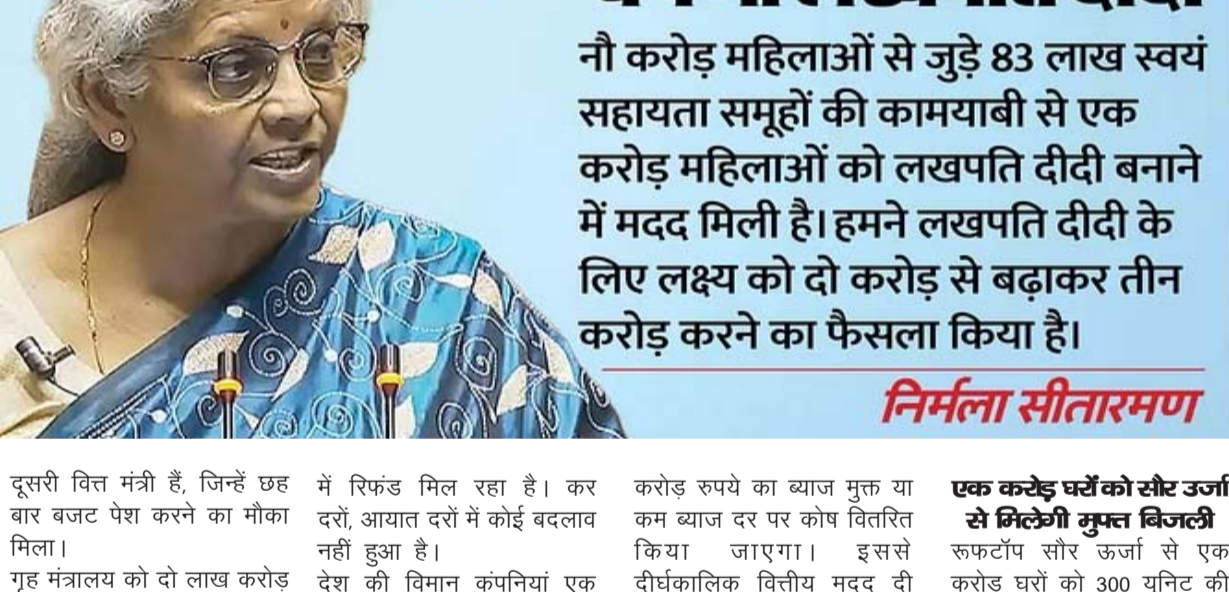 नौ करोड़ महिलाओं से जुड़े 83 लाख स्वयं
सहायता समूहों की कामयाबी से एक
करोड़ महिलाओं को लखपति दीदी बनाने
में मदद मिली है। हमने लखपति दीदी के
लिए लक्ष्य को दो करोड़ से बढ़ाकर तीन
करोड़ करने का फैसला किया है।
निर्मला सीतारमण
दूसरी वित्त मंत्री हैं, जिन्हें छह
बार बजट पेश करने का मौका
मिला।
गृह मंत्रालय को दो लाख करोड़
में रिफंड मिल रहा है। कर
दरों, आयात दरों में कोई बदलाव
नहीं हुआ है।
देश की विमान कंपनियां एक
करोड़ रुपये का ब्याज मुक्त या
कम ब्याज दर पर कोष वितरित
किया जाएगा। इससे
दीर्घकालिक वित्तीय मदद दी
एक करोड़ घरों को सौर उर्जा
से मिलेगी मुफ्त बिजली
रूफटॉप सौर ऊर्जा से एक
करोड़ घरों को 300 यूनिट की